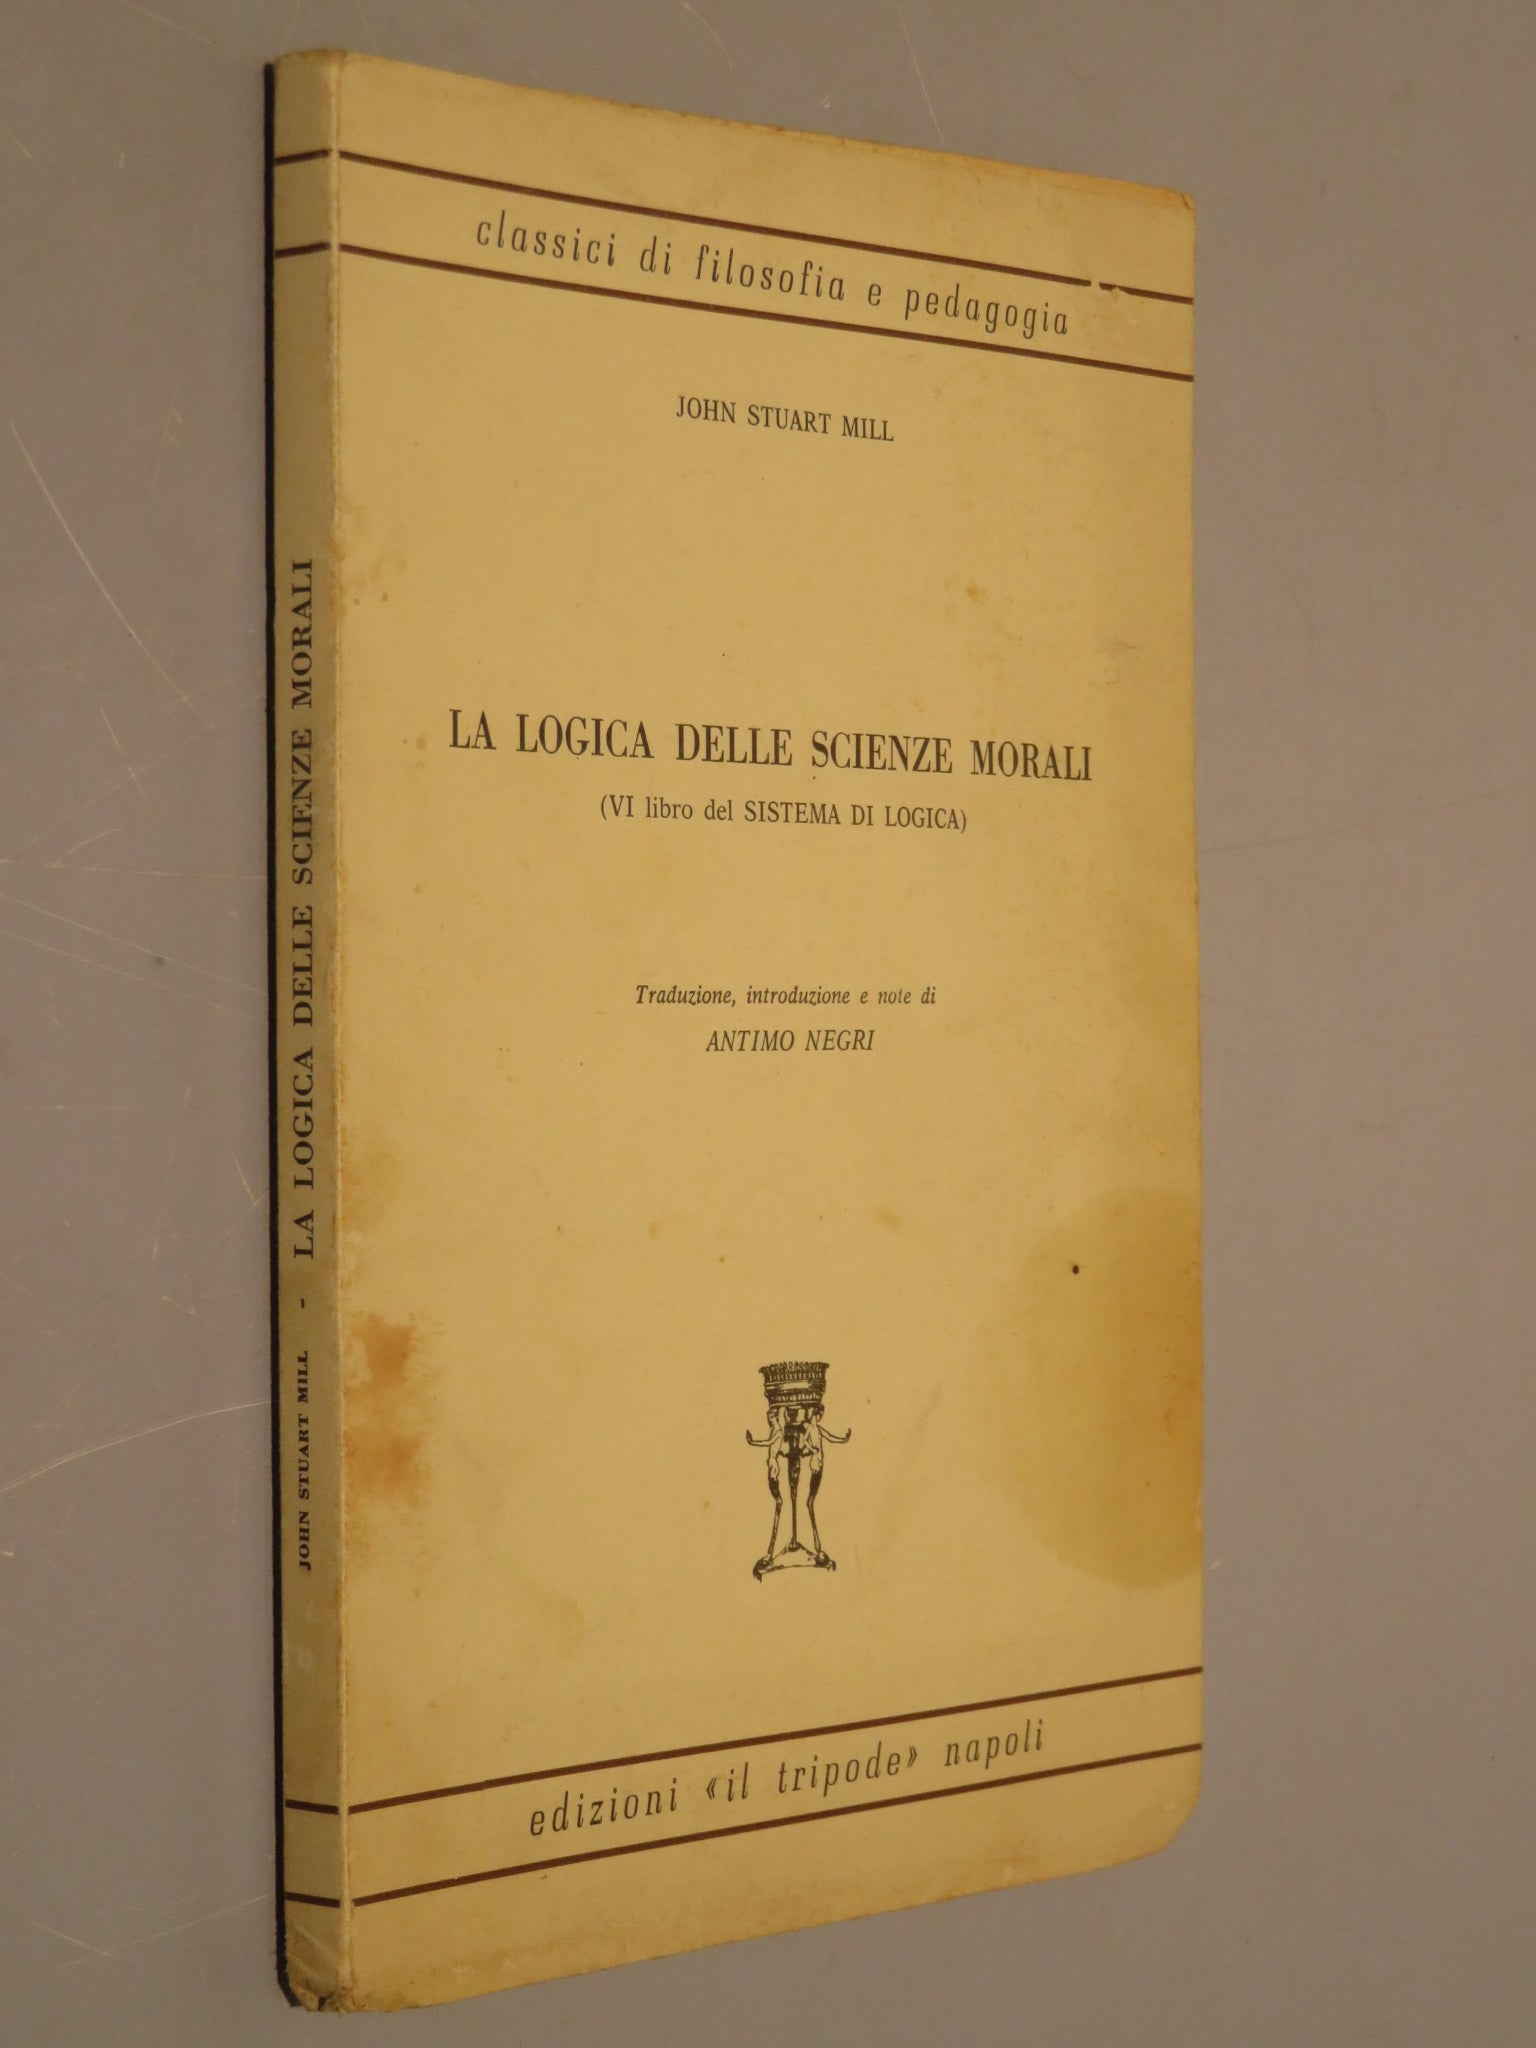 classici di filosofia e pedagogia
JOHN STUART MILL
LA LOGICA DELLE SCIENZE MORALI
(VI libro del SISTEMA DI LOGICA)
Traduzione, introduzione e note di
ANTIMO NEGRI
edizioni «il tripode» napoli
JOHN STUART MILL - LA LOGICA DELLE SCIENZE MORALI